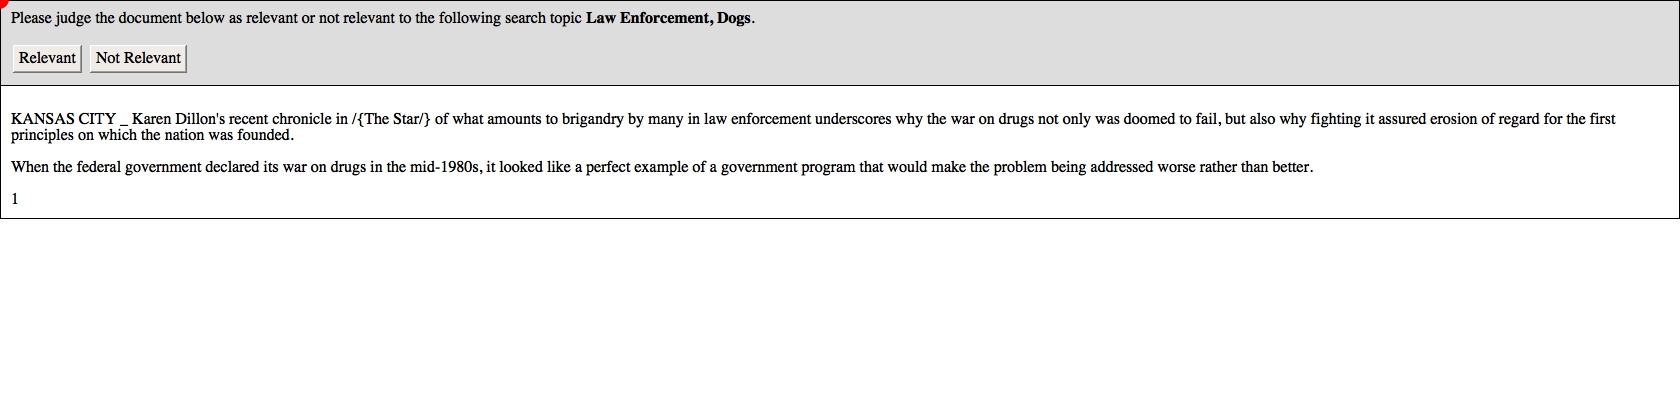 Please judge the document below as relevant or not relevant to the following search topic Law Enforcement, Dogs.
Relevant Not Relevant
KANSAS CITY _ Karen Dillon's recent chronicle in /{The Star/} of what amounts to brigandry by many in law enforcement underscores why the war on drugs not only was doomed to fail, but also why fighting it assured erosion of regard for the first
principles on which the nation was founded.
When the federal government declared its war on drugs in the mid-1980s, it looked like a perfect example of a government program that would make the problem being addressed worse rather than better.
1